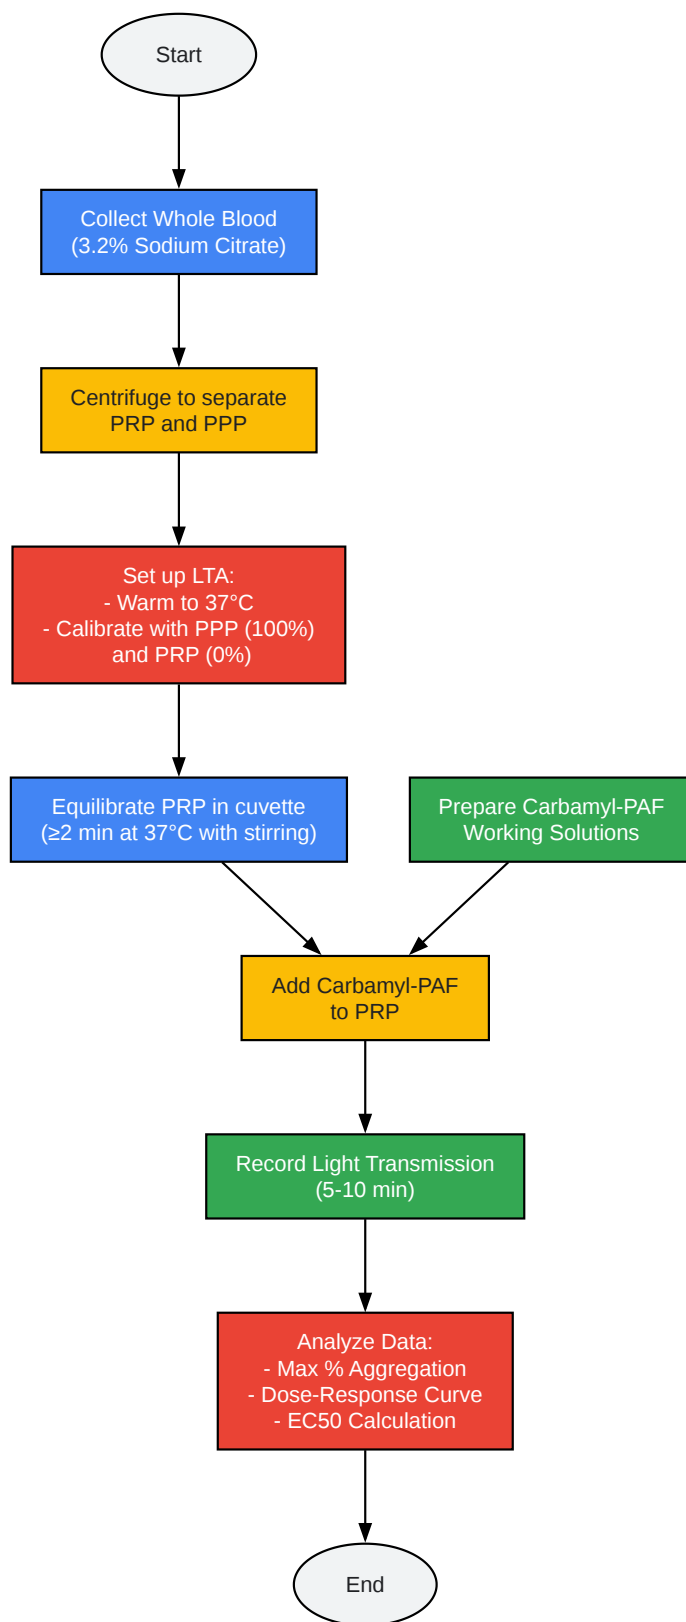 Start
Collect Whole Blood
(3.2% Sodium Citrate)
Centrifuge to separate
PRP and PPP
Set up LTA:
- Warm to 37°C
- Calibrate with PPP (100%)
and PRP (0%)
Equilibrate PRP in cuvette
(≥2 min at 37°C with stirring)
Prepare Carbamyl-PAF
Working Solutions
Add Carbamyl-PAF
to PRP
Record Light Transmission
(5-10 min)
Analyze Data:
- Max % Aggregation
- Dose-Response Curve
- EC50 Calculation
End